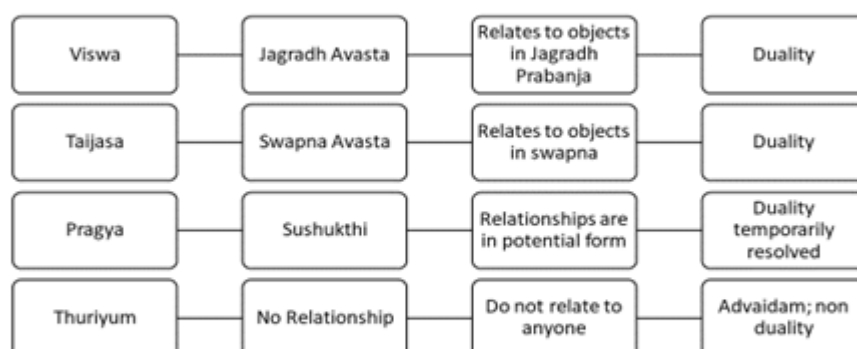 Viswa
Jagradh Avasta
Relates to objects
in Jagradh
Prabanja
Duality
Taijasa
Swapna Avasta
Relates to objects
in swapna
Duality
Pragya
Sushukthi
Relationships are
in potential form
Duality
temporarily
resolved
Thuriyum
No Relationship
Do not relate to
anyone
Advaidam; non
duality